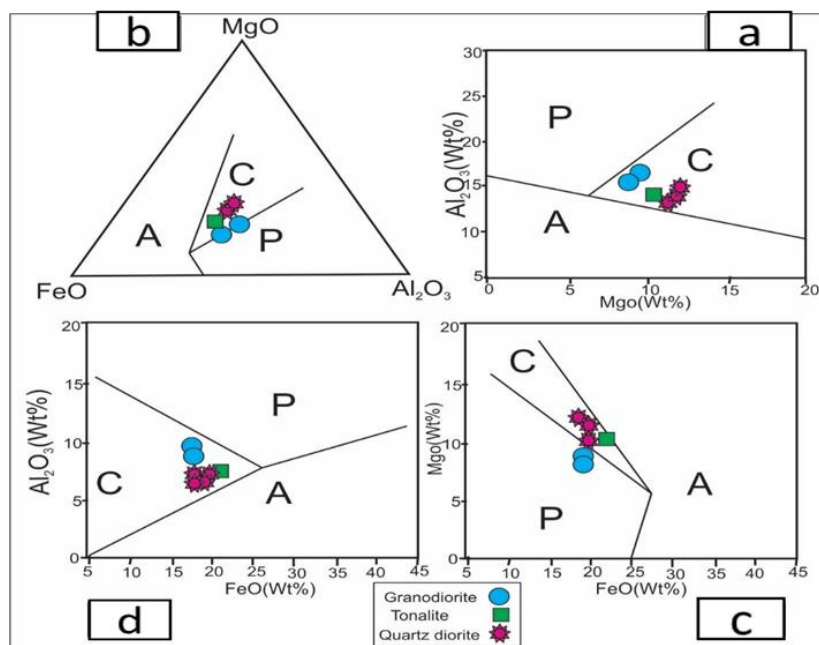 b
MgO
A
C
P
FeO
Al₂O₃
a
30
25
20
15
10
5
Al₂O₃(Wt%)
P
C
A
0
5
10
15
20
Mgo(Wt%)
20
15
10
5
0
Al₂O₃(Wt%)
P
C
A
5
10
15
20
25
30
35
40
45
FeO(Wt%)
d
20
15
10
5
0
Mgo(Wt%)
C
P
A
5
10
15
20
25
30
35
40
45
FeO(Wt%)
c
Granodiorite
Tonalite
Quartz diorite